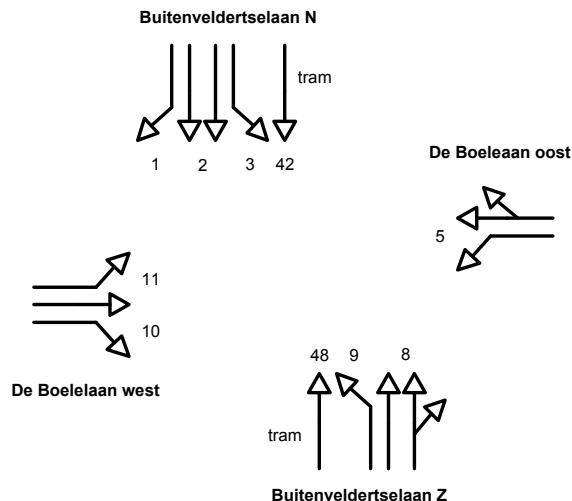 Buitenveldertselaan N
tram
1 2 3 42
De Boeleaan oost
5
11
10
De Boelelaan west
48 9 8
tram
Buitenveldertselaan Z